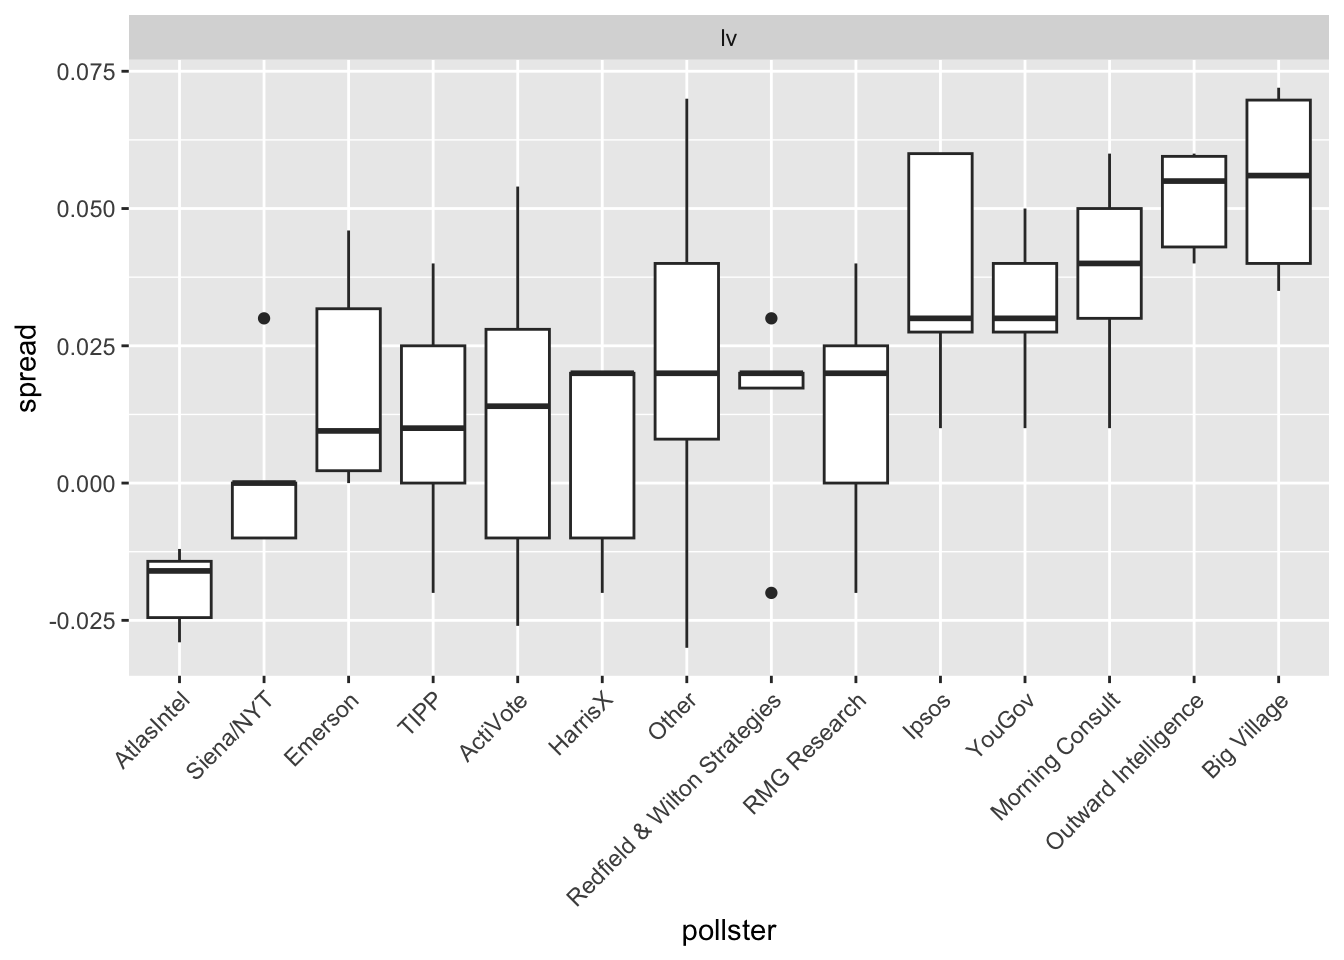 lv
0.075
0.050
0.025
0.000
-0.025
spread
AtlasIntel
Siena/NYT
Emerson
TIPP
ActiVote
HarrisX
Other
Redfield & Wilton Strategies
RMG Research
Ipsos
YouGov
Morning Consult
Outward Intelligence
Big Village
pollster